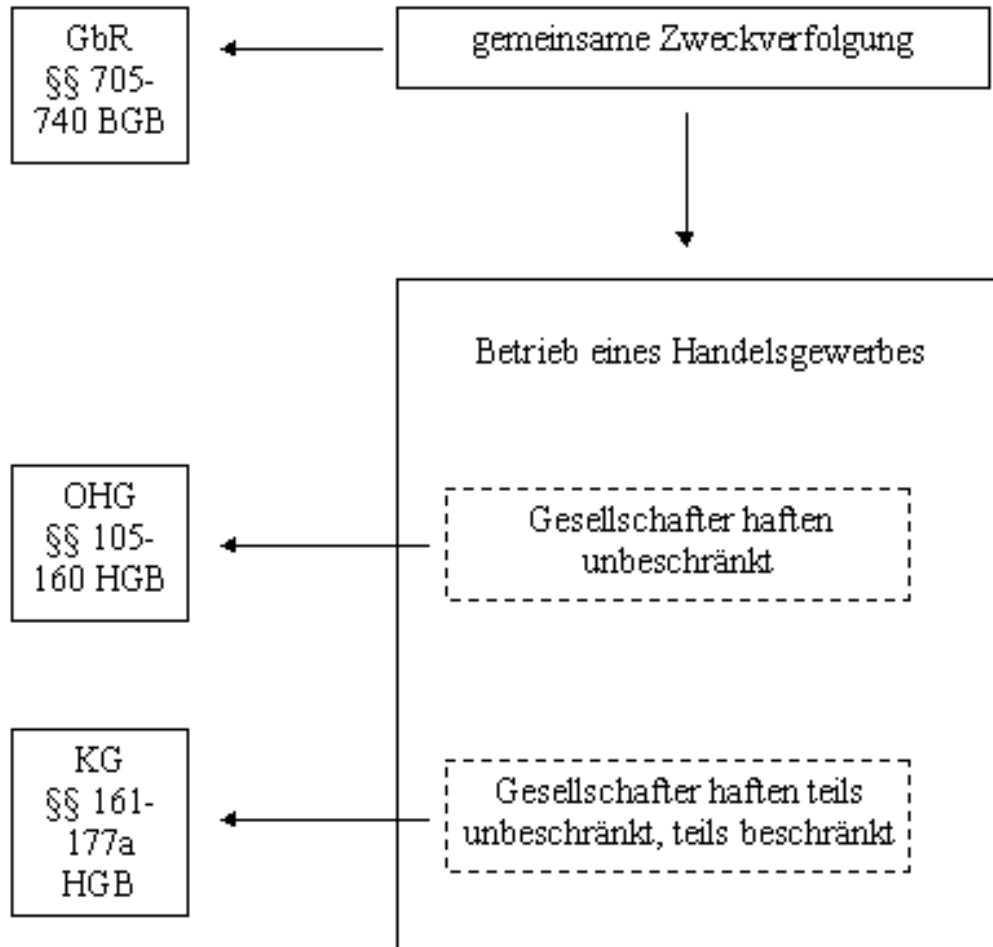 GbR
§§ 705-
740 BGB
gemeinsame Zweckverfolgung
Betrieb eines Handelsgewerbes
OHG
§§ 105-
160 HGB
Gesellschafter haften
unbeschränkt
KG
§§ 161-
177a
HGB
Gesellschafter haften teils
unbeschränkt, teils beschränkt